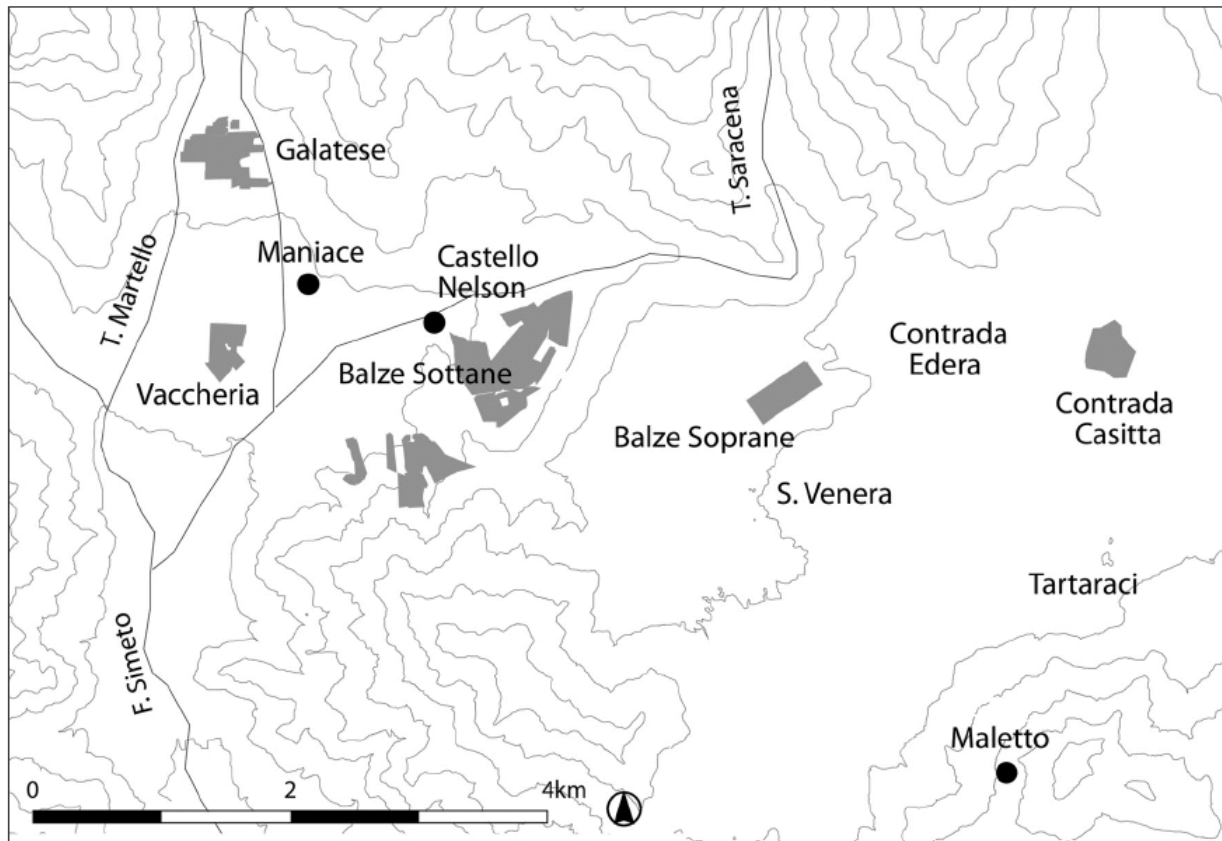 Galatese
T. Saracena
Maniace
Castello
Nelson
T. Martello
Contrada
Edera
Balze Sottane
Vaccheria
Contrada
Casitta
Balze Soprane
S. Venera
Tartaraci
F. Simeto
Maletto
0 2 4km